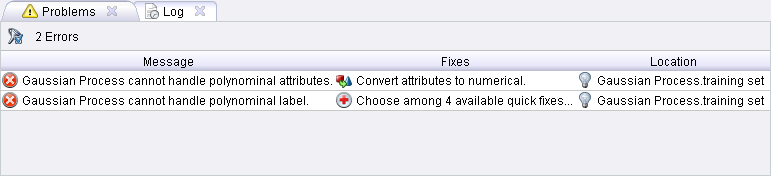 Problems Log
2 Errors
Message Fixes Location
Gaussian Process cannot handle polynominal attributes. Convert attributes to numerical. Gaussian Process.training set
Gaussian Process cannot handle polynominal label. Choose among 4 available quick fixes... Gaussian Process.training set